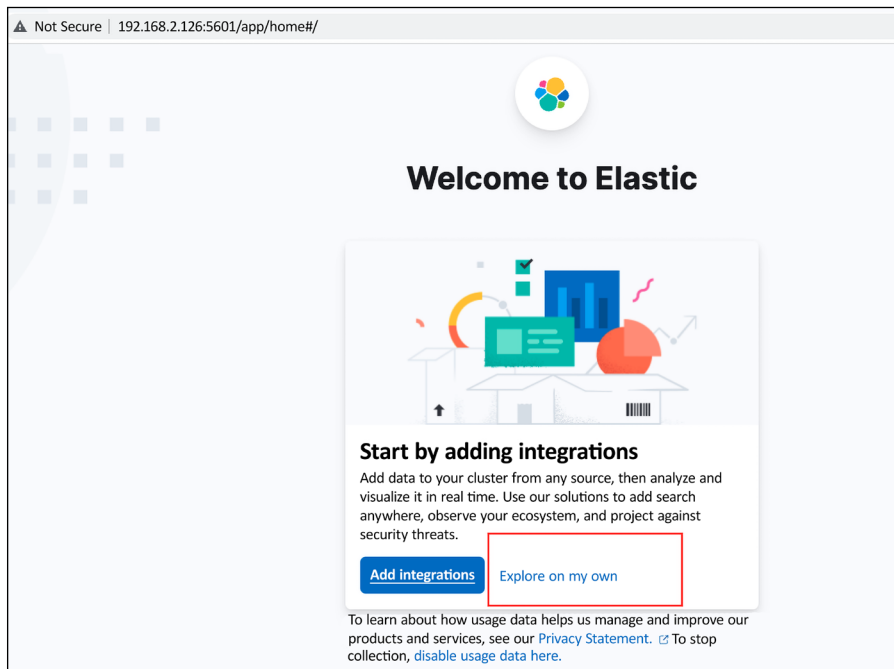 Not Secure | 192.168.2.126:5601/app/home#/
Welcome to Elastic
Start by adding integrations
Add data to your cluster from any source, then analyze and
visualize it in real time. Use our solutions to add search
anywhere, observe your ecosystem, and project against
security threats.
Add integrations Explore on my own
To learn about how usage data helps us manage and improve our
products and services, see our Privacy Statement. To stop
collection, disable usage data here.